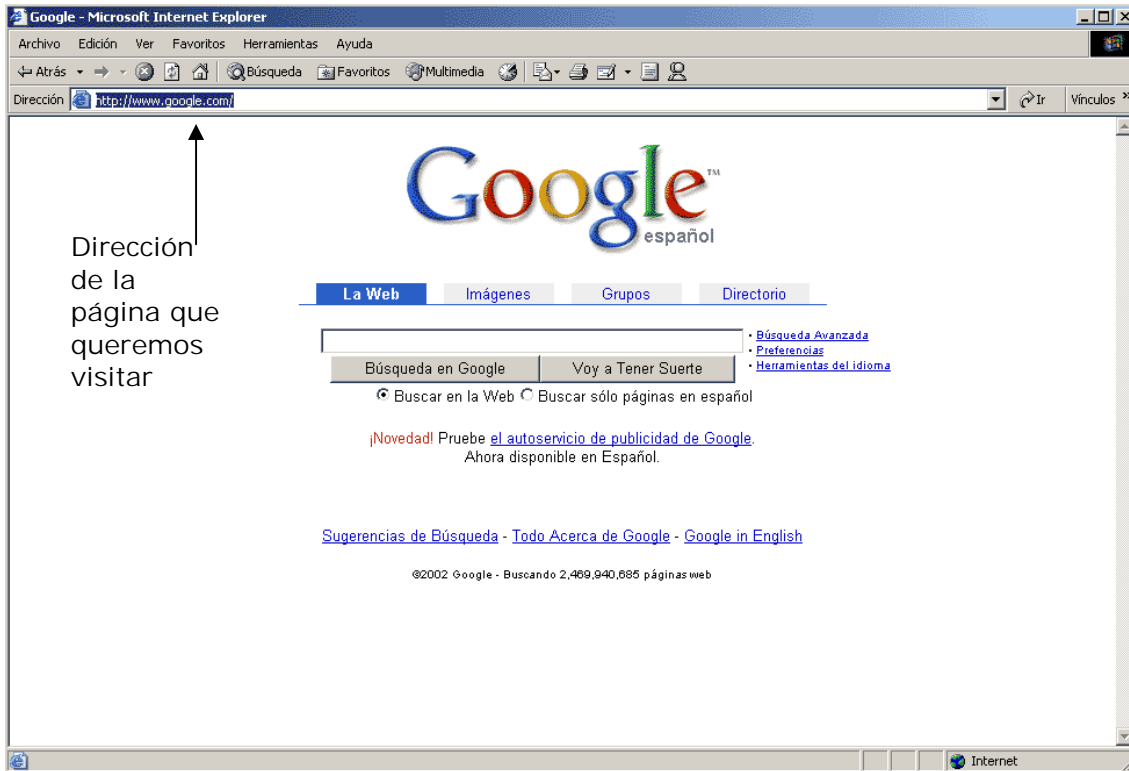 Google - Microsoft Internet Explorer
Archivo Edición Ver Favoritos Herramientas Ayuda
Atrás Búsqueda Favoritos Multimedia
Dirección http://www.google.com/ Ir Vínculos »
Google™
español
Dirección
de la
página que
queremos
visitar
La Web Imágenes Grupos Directorio
· Búsqueda Avanzada
· Preferencias
· Herramientas del idioma
Búsqueda en Google Voy a Tener Suerte
Buscar en la Web Buscar sólo páginas en español
¡Novedad! Pruebe el autoservicio de publicidad de Google.
Ahora disponible en Español.
Sugerencias de Búsqueda - Todo Acerca de Google - Google in English
©2002 Google - Buscando 2,469,940,685 páginas web
Internet